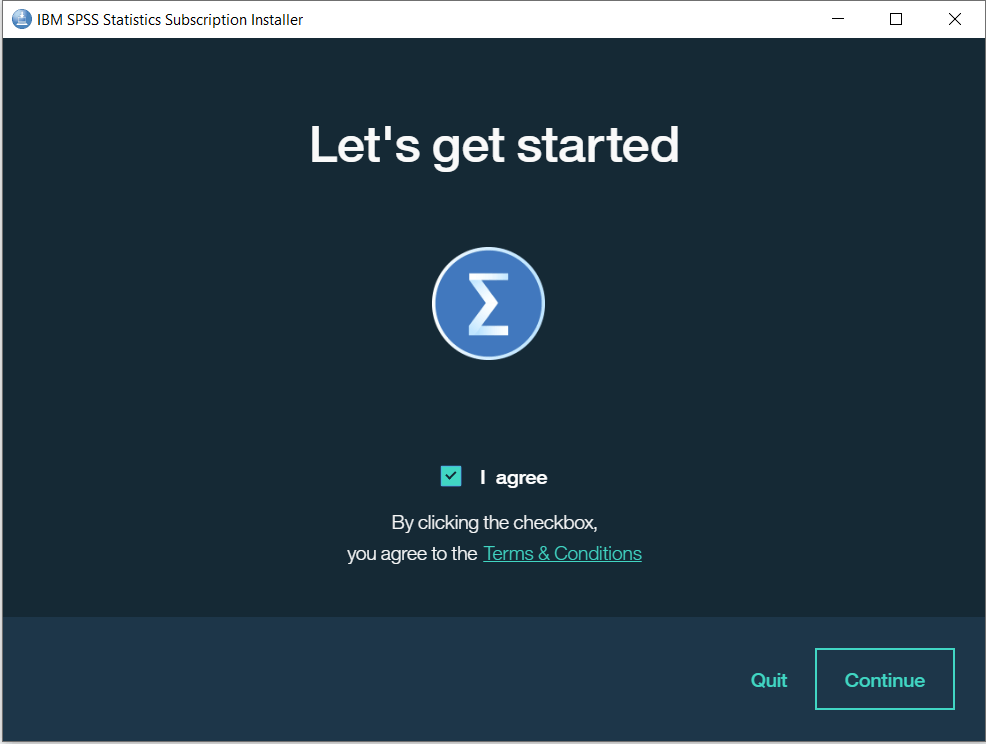 IBM SPSS Statistics Subscription Installer
Let's get started
Σ
I agree
By clicking the checkbox,
you agree to the Terms & Conditions
Quit
Continue